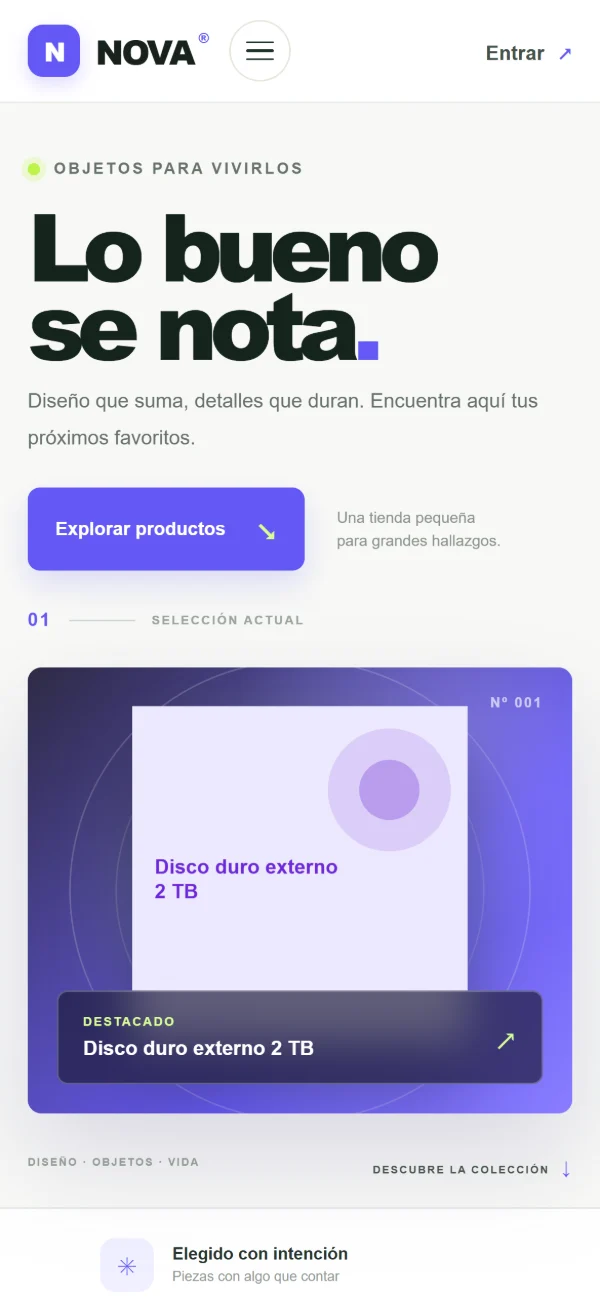 N NOVA®
Entrar ↗
OBJETOS PARA VIVIRLOS
Lo bueno
se nota.
Diseño que suma, detalles que duran. Encuentra aquí tus
próximos favoritos.
Explorar productos ↘
Una tienda pequeña
para grandes hallazgos.
01
SELECCIÓN ACTUAL
Nº 001
Disco duro externo
2 TB
DESTACADO
Disco duro externo 2 TB ↗
DISEÑO · OBJETOS · VIDA
DESCUBRE LA COLECCIÓN ↓
Elegido con intención
Piezas con algo que contar